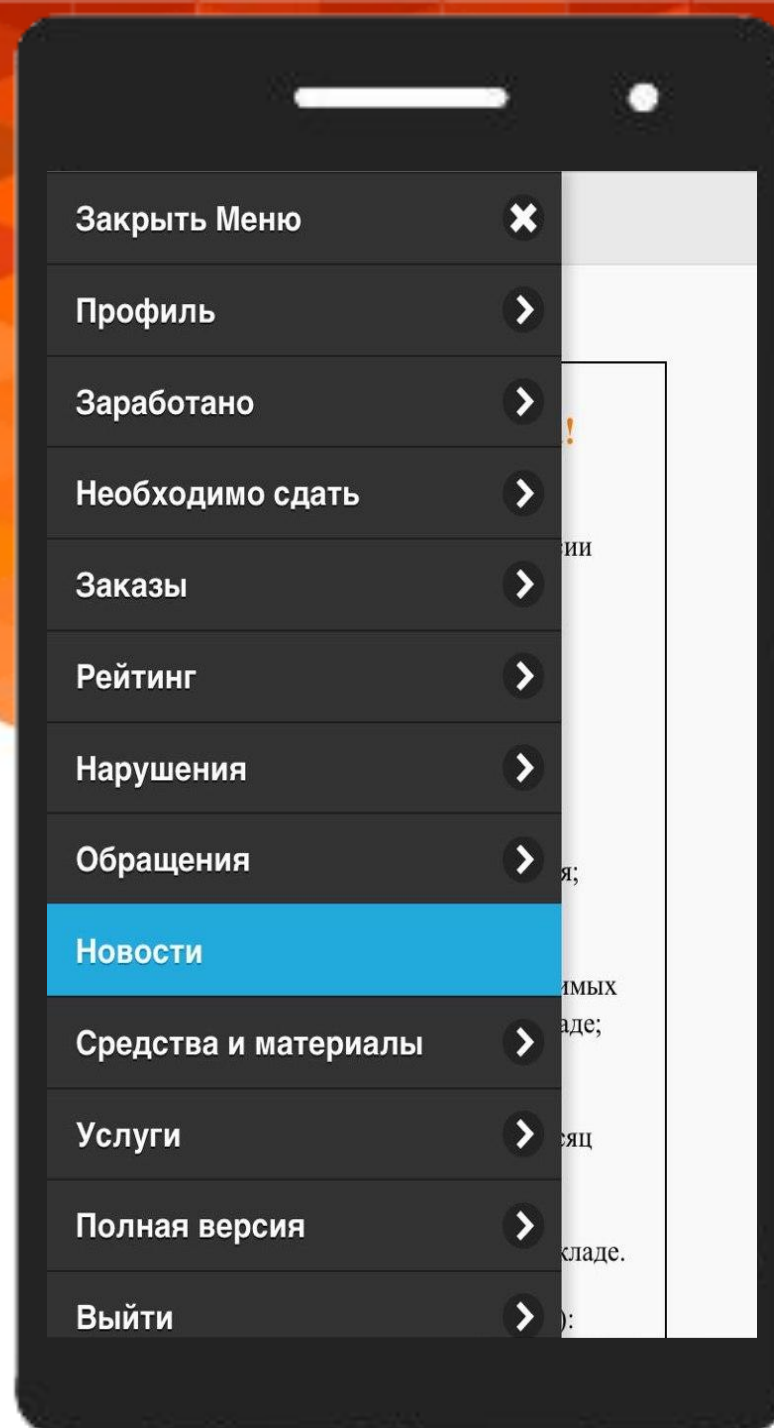 Закрыть Меню
Профиль
Заработано
!
Необходимо сдать
Заказы
Рейтинг
Нарушения
Обращения
я;
Новости
Средства и материалы
Услуги
Полная версия
Выйти
):